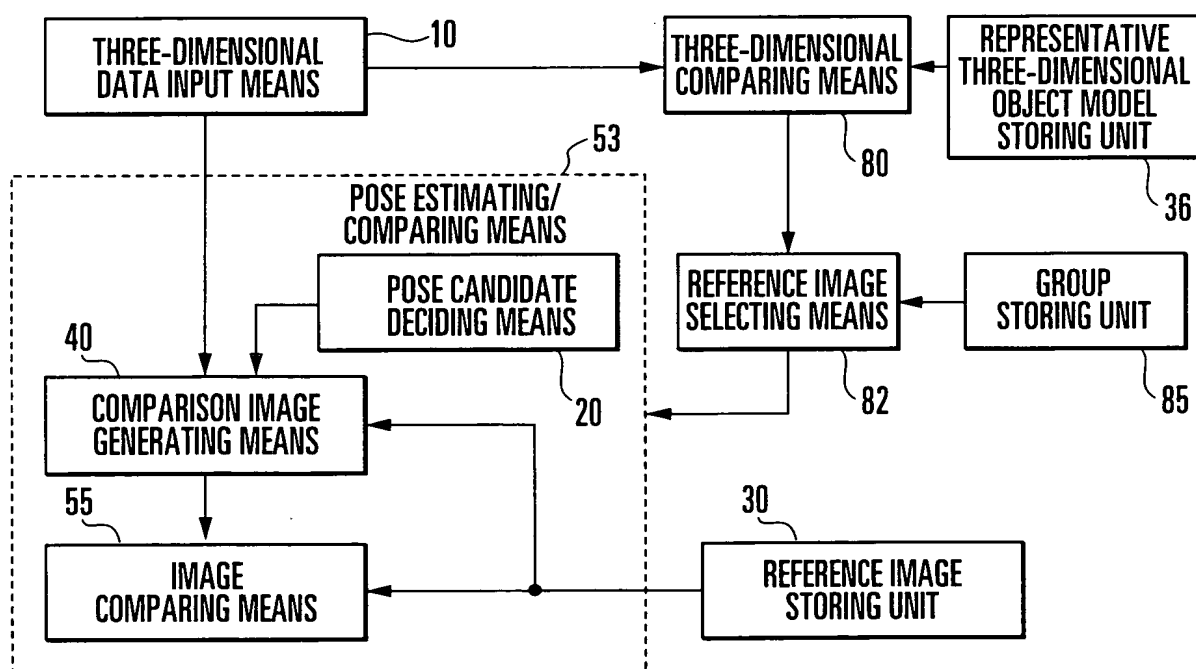 THREE-DIMENSIONAL
DATA INPUT MEANS
10
THREE-DIMENSIONAL
COMPARING MEANS
80
REPRESENTATIVE
THREE-DIMENSIONAL
OBJECT MODEL
STORING UNIT
36
53
POSE ESTIMATING/
COMPARING MEANS
POSE CANDIDATE
DECIDING MEANS
20
REFERENCE IMAGE
SELECTING MEANS
82
GROUP
STORING UNIT
85
40
COMPARISON IMAGE
GENERATING MEANS
55
IMAGE
COMPARING MEANS
30
REFERENCE IMAGE
STORING UNIT